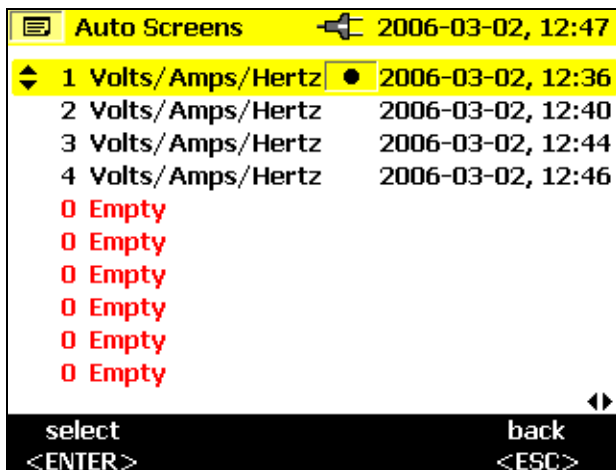 Auto Screens 2006-03-02, 12:47
1 Volts/Amps/Hertz 2006-03-02, 12:36
2 Volts/Amps/Hertz 2006-03-02, 12:40
3 Volts/Amps/Hertz 2006-03-02, 12:44
4 Volts/Amps/Hertz 2006-03-02, 12:46
0 Empty
0 Empty
0 Empty
0 Empty
0 Empty
0 Empty
select back
<ENTER> <ESC>